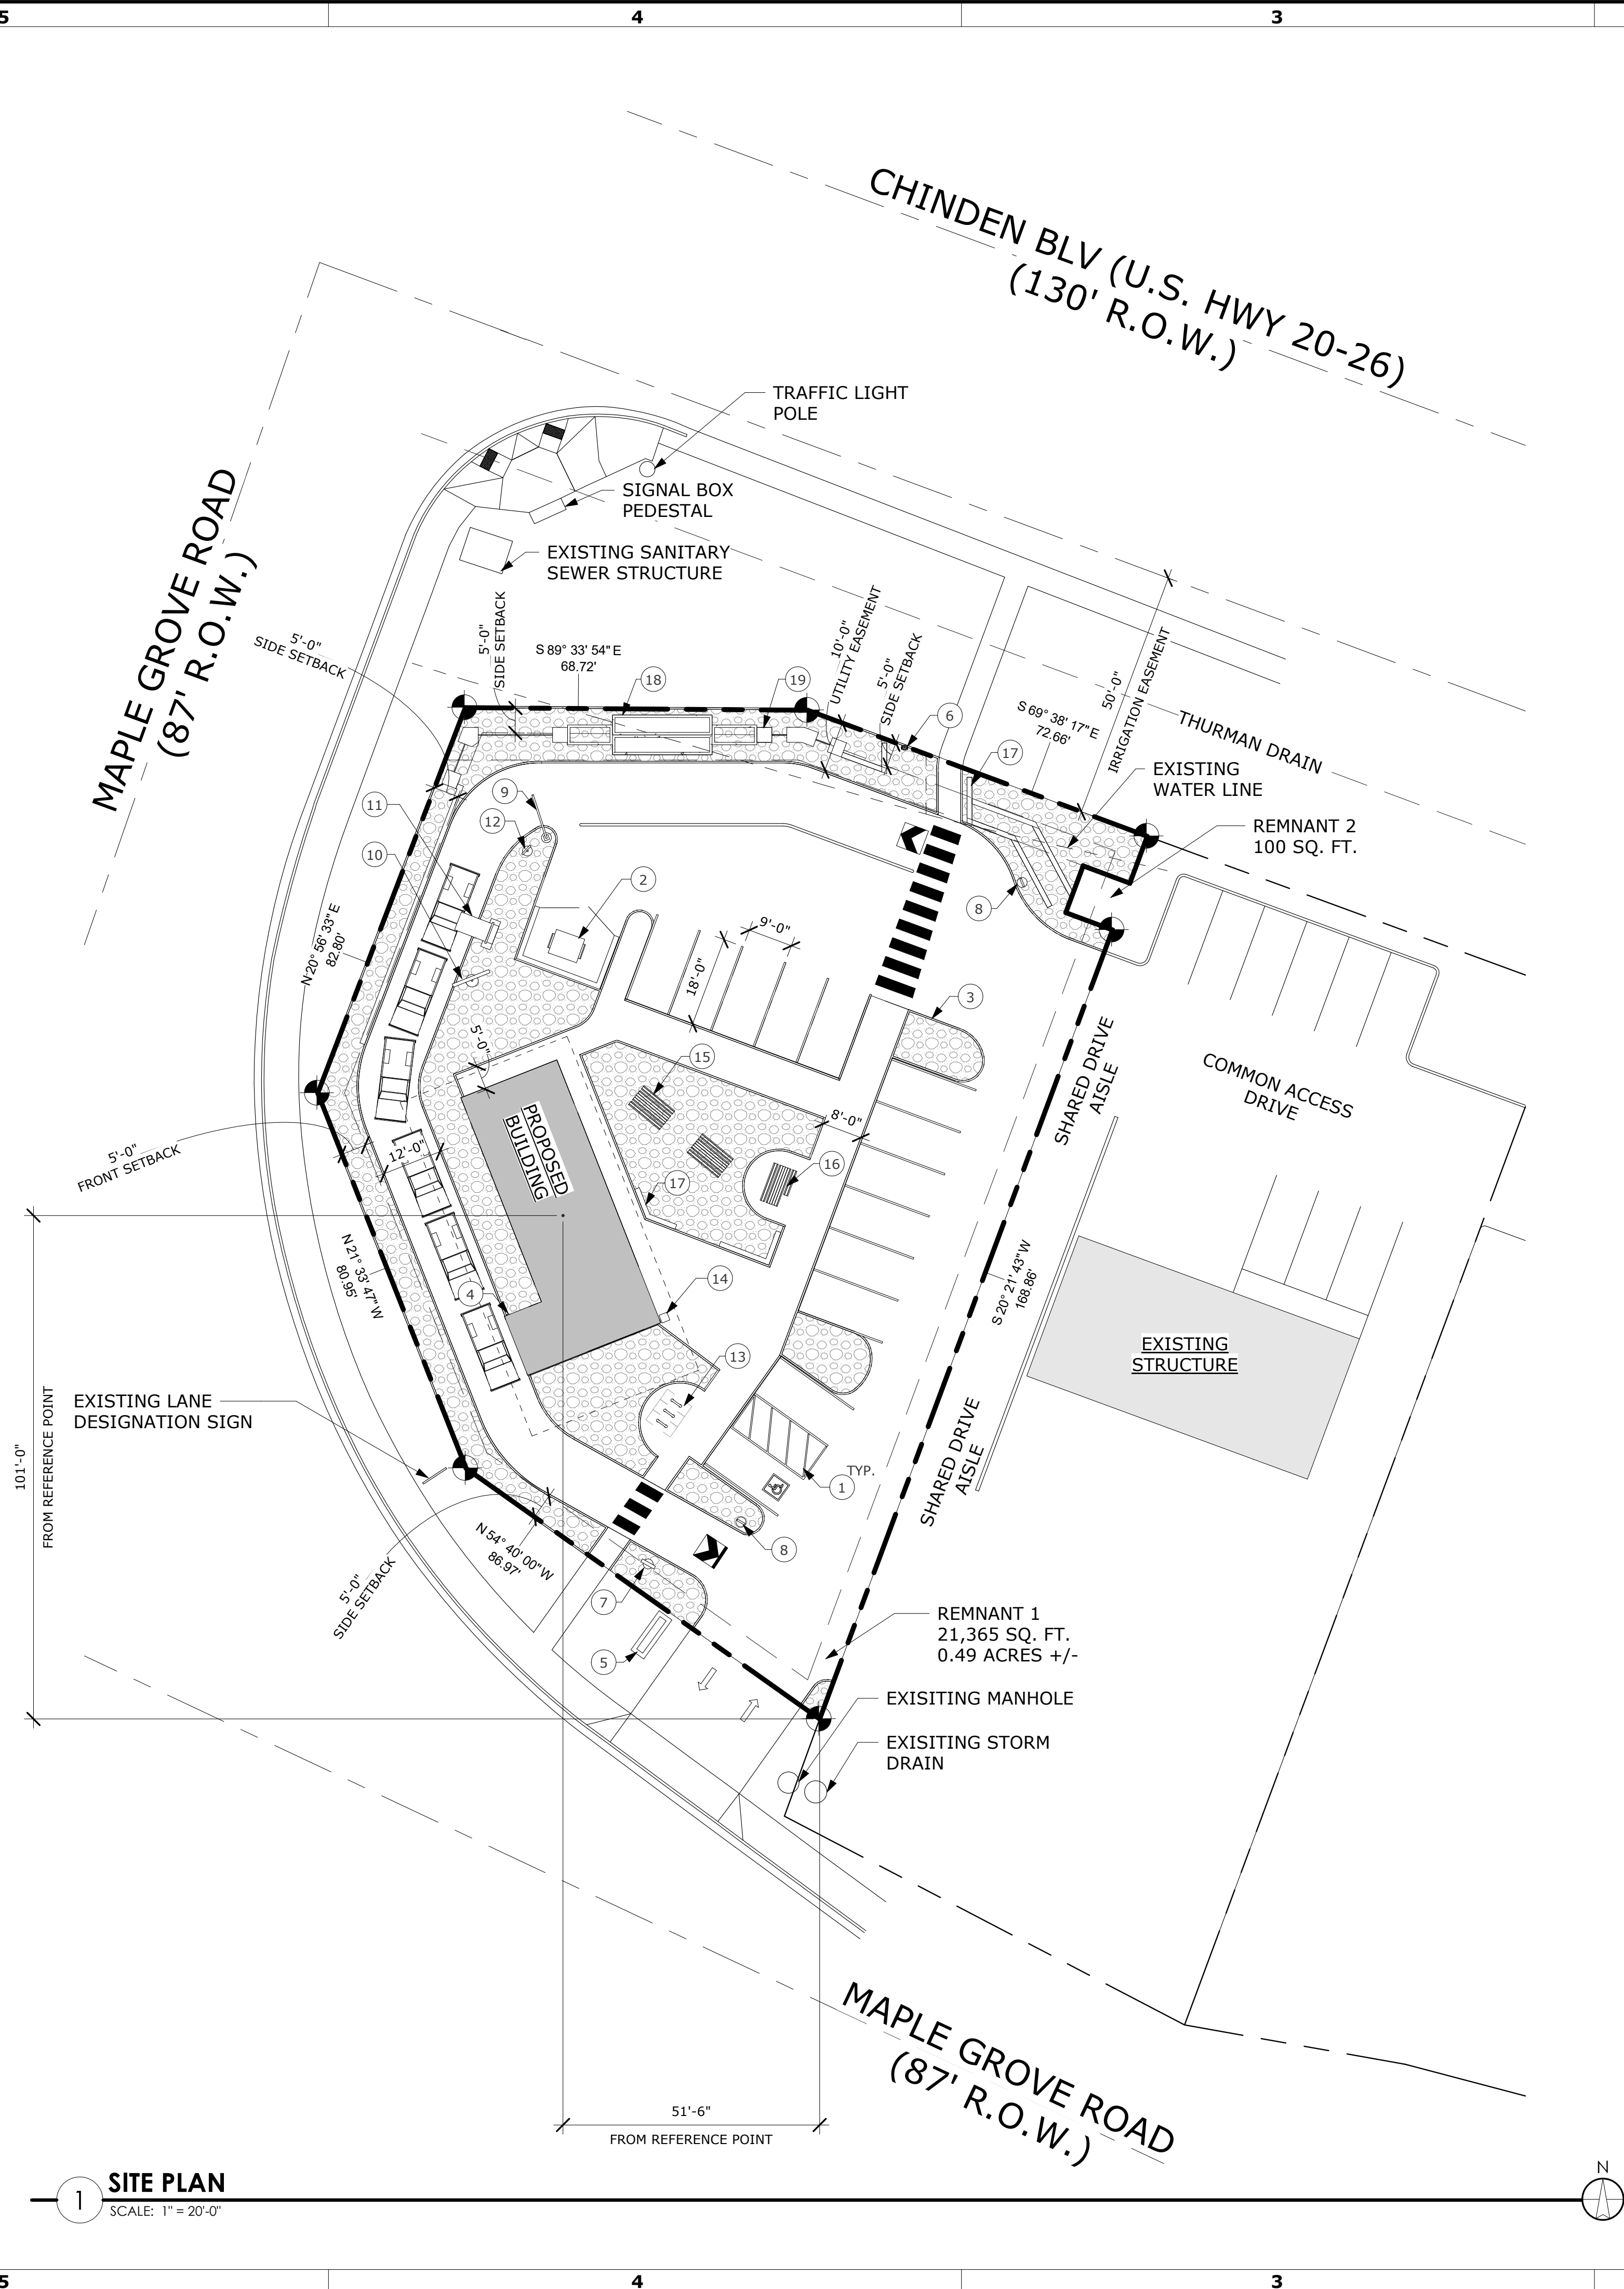 5
4
3
CHINDEN BLV (U.S. HWY 20-26)
(130' R.O.W.)
TRAFFIC LIGHT
POLE
SIGNAL BOX
PEDESTAL
EXISTING SANITARY
SEWER STRUCTURE
MAPLE GROVE ROAD
(87' R.O.W.)
5'-0"
SIDE SETBACK
5'-0"
SIDE SETBACK
S 89° 33' 54" E
68.72'
18
19
10'-0"
UTILITY EASEMENT
5'-0"
SIDE SETBACK
6
17
S 69° 38' 17" E
72.66'
50'-0"
IRRIGATION EASEMENT
THURMAN DRAIN
EXISTING
WATER LINE
REMNANT 2
100 SQ. FT.
11
9
12
10
2
8
9'-0"
18'-0"
3
N 20° 56' 33" E
82.80'
5'-0"
15
SHARED DRIVE
AISLE
COMMON ACCESS
DRIVE
PROPOSED
BUILDING
8'-0"
16
17
5'-0"
FRONT SETBACK
12'-0"
N 21° 33' 47" W
80.95'
4
14
S 20° 21' 43" W
168.86'
EXISTING
STRUCTURE
13
EXISTING LANE
DESIGNATION SIGN
101'-0"
FROM REFERENCE POINT
SHARED DRIVE
AISLE
TYP.
1
8
N 54° 40' 00" W
86.97'
5'-0"
SIDE SETBACK
7
5
REMNANT 1
21,365 SQ. FT.
0.49 ACRES +/-
EXISITING MANHOLE
EXISITING STORM
DRAIN
MAPLE GROVE ROAD
(87' R.O.W.)
51'-6"
FROM REFERENCE POINT
1
SITE PLAN
SCALE: 1" = 20'-0"
N
5
4
3